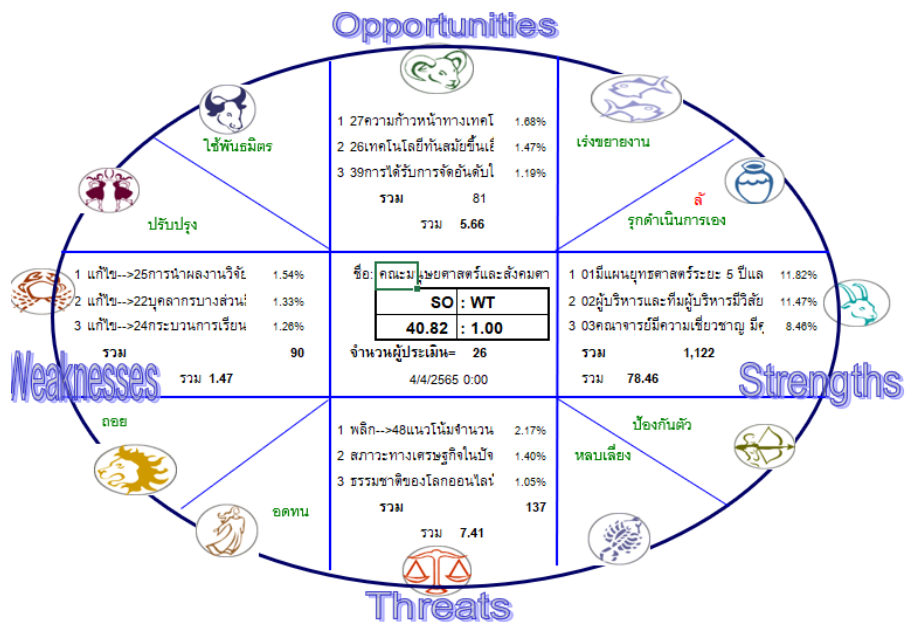 Opportunities
1 27ความก้าวหน้าทางเทคโ 1.68%
2 26เทคโนโลยีทันสมัยขึ้นเรื 1.47%
3 39การได้รับการจัดอันดับใ 1.19%
รวม 81
รวม 5.66
ใช้พันธมิตร
ปรับปรุง
เร่งขยายงาน
ลั
รุกดำเนินการเอง
1 แก้ไข-->25การนำผลงานวิจัย 1.54%
2 แก้ไข-->22บุคลากรบางส่วน 1.33%
3 แก้ไข-->24กระบวนการเรียน 1.26%
รวม 90
รวม 1.47
Weaknesses
ชื่อ: คณะมนุษยศาสตร์และสังคมศา
SO : WT
40.82 : 1.00
จำนวนผู้ประเมิน= 26
4/4/2565 0:00
1 01มีแผนยุทธศาสตร์ระยะ 5 ปีแล 11.82%
2 02ผู้บริหารและทีมผู้บริหารมีวิสัย 11.47%
3 03คณาจารย์มีความเชี่ยวชาญ มีคุ 8.46%
รวม 1,122
รวม 78.46
Strengths
ถอย
อดทน
1 พลิก-->48แนวโน้มจำนวน 2.17%
2 สภาวะทางเศรษฐกิจในปัจ 1.40%
3 ธรรมชาติของโลกออนไลน์ 1.05%
รวม 137
รวม 7.41
ป้องกันตัว
หลบเลี่ยง
Threats